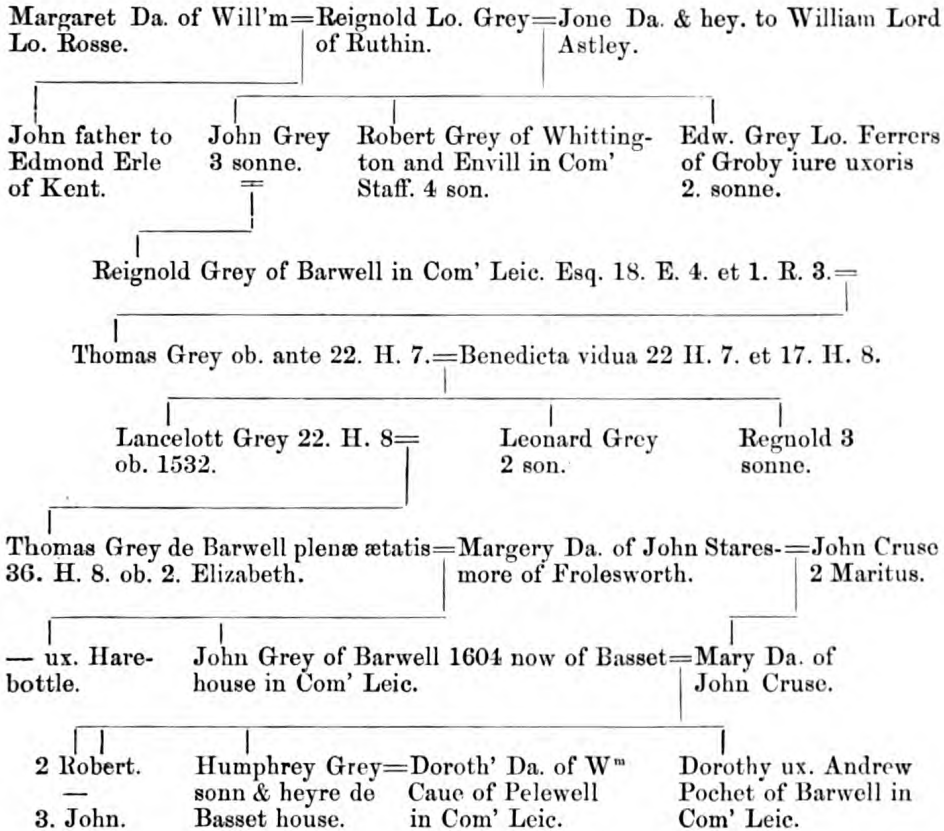 Margaret Da. of Will'm=Reignold Lo. Grey=Jone Da. & hey. to William Lord
Lo. Rosse. of Ruthin. Astley.
John father to John Grey Robert Grey of Whitting- Edw. Grey Lo. Ferrers
Edmond Erle 3 sonne. ton and Envill in Com' of Groby iure uxoris
of Kent. = Staff. 4 son. 2. sonne.
Reignold Grey of Barwell in Com' Leic. Esq. 18. E. 4. et 1. R. 3.=
Thomas Grey ob. ante 22. H. 7.=Benedicta vidua 22 H. 7. et 17. H. 8.
Lancelott Grey 22. H. 8= Leonard Grey Regnold 3
ob. 1532. 2 son. sonne.
Thomas Grey de Barwell plenæ ætatis=Margery Da. of John Stares-=John Cruse
36. H. 8. ob. 2. Elizabeth. more of Frolesworth. 2 Maritus.
— ux. Hare- John Grey of Barwell 1604 now of Basset=Mary Da. of
bottle. house in Com' Leic. John Cruse.
2 Robert. Humphrey Grey=Doroth' Da. of Wᵐ Dorothy ux. Andrew
— sonn & heyre de Caue of Pelewell Pochet of Barwell in
3. John. Basset house. in Com' Leic. Com' Leic.